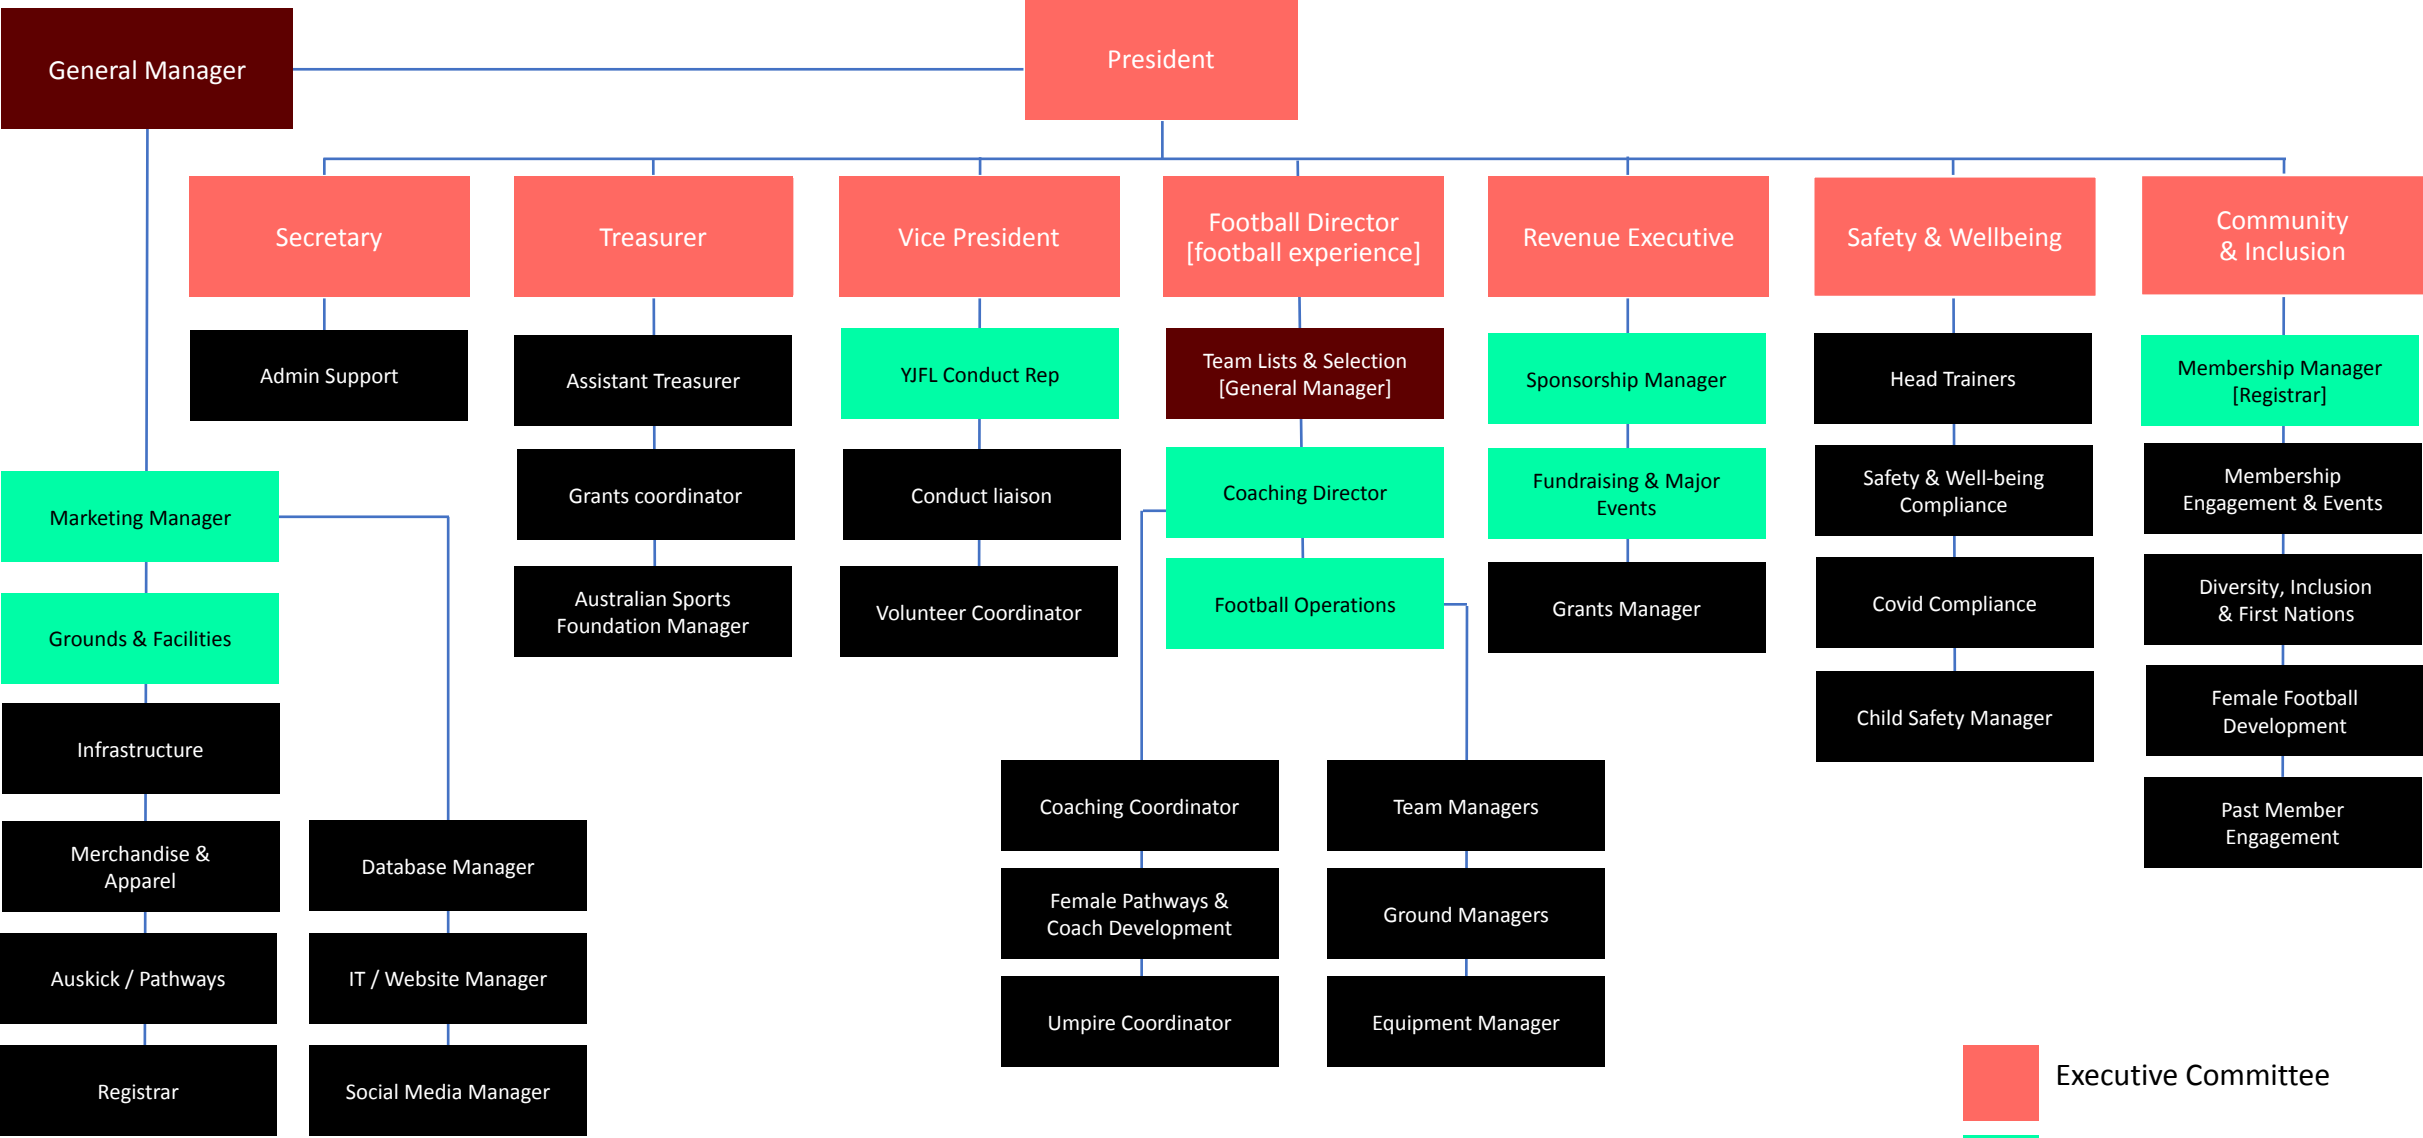 General Manager
President
Secretary
Treasurer
Vice President
Football Director
[football experience]
Revenue Executive
Safety & Wellbeing
Community
& Inclusion
Admin Support
Assistant Treasurer
YJFL Conduct Rep
Team Lists & Selection
[General Manager]
Sponsorship Manager
Head Trainers
Membership Manager
[Registrar]
Marketing Manager
Grants coordinator
Conduct liaison
Coaching Director
Fundraising & Major
Events
Safety & Well-being
Compliance
Membership
Engagement & Events
Grounds & Facilities
Australian Sports
Foundation Manager
Volunteer Coordinator
Football Operations
Grants Manager
Covid Compliance
Diversity, Inclusion
& First Nations
Infrastructure
Child Safety Manager
Female Football
Development
Merchandise &
Apparel
Database Manager
Coaching Coordinator
Team Managers
Past Member
Engagement
Auskick / Pathways
IT / Website Manager
Female Pathways &
Coach Development
Ground Managers
Registrar
Social Media Manager
Umpire Coordinator
Equipment Manager
Executive Committee